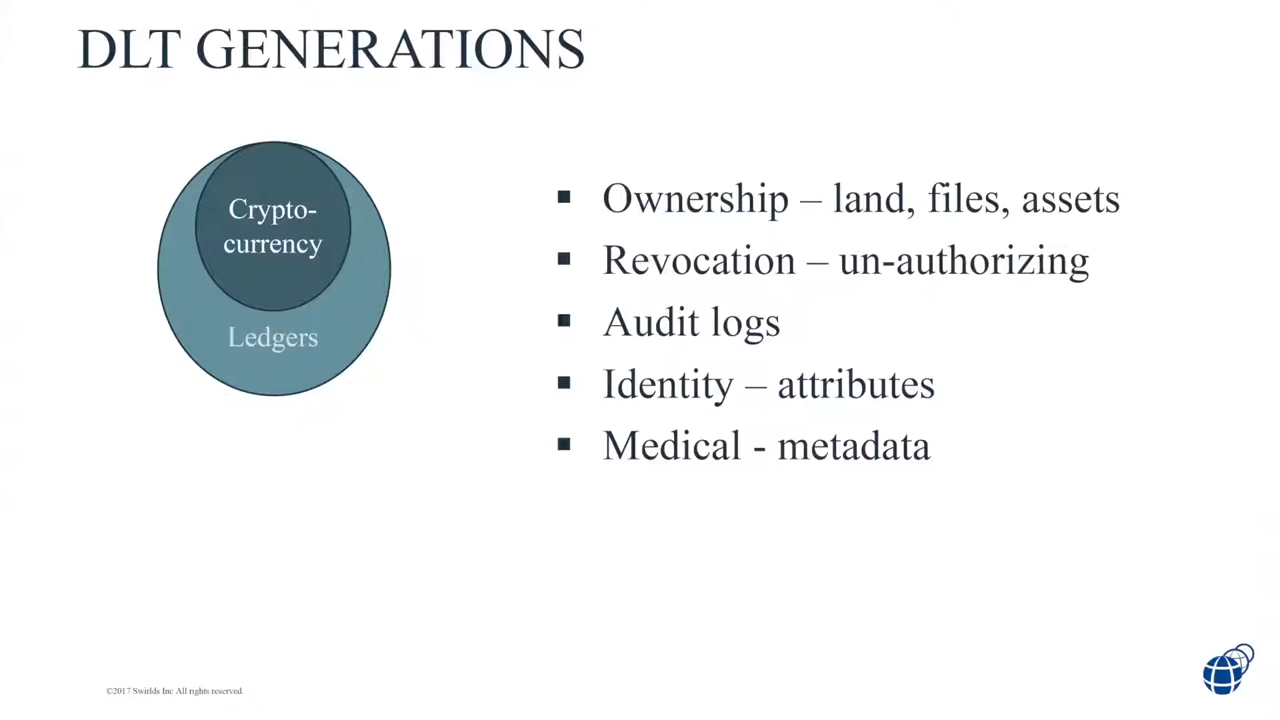 DLT GENERATIONS
Crypto-
currency
Ledgers
▪ Ownership – land, files, assets
▪ Revocation – un-authorizing
▪ Audit logs
▪ Identity – attributes
▪ Medical - metadata
©2017 Swirlds Inc All rights reserved.